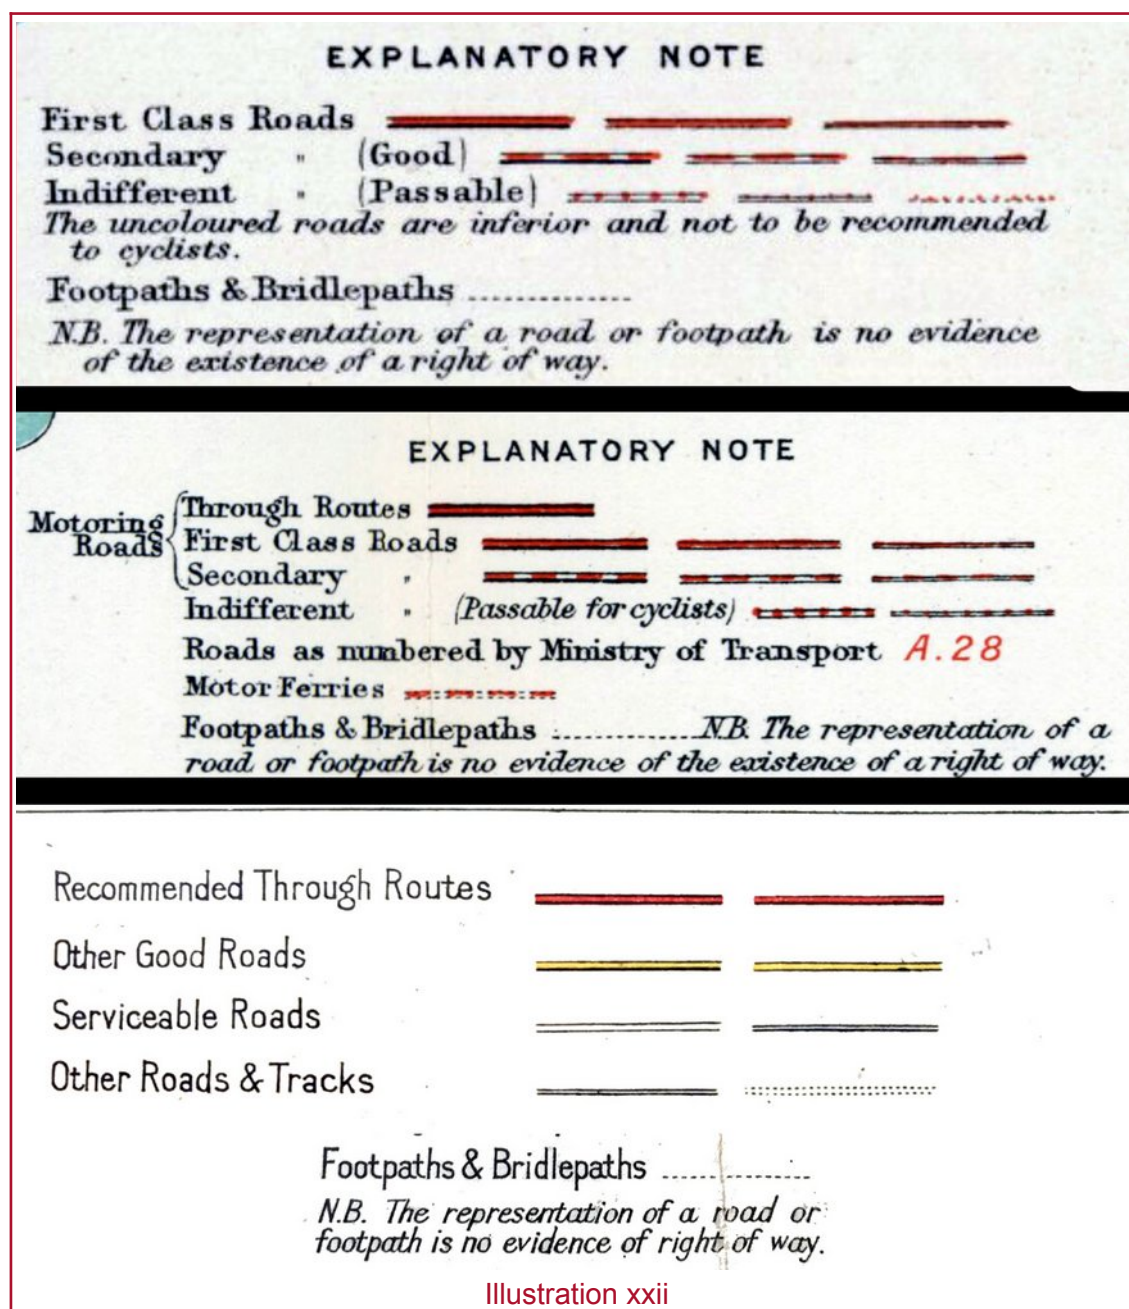 EXPLANATORY NOTE
First Class Roads
Secondary " (Good)
Indifferent " (Passable)
The uncoloured roads are inferior and not to be recommended
to cyclists.
Footpaths & Bridlepaths
N.B. The representation of a road or footpath is no evidence
of the existence of a right of way.
EXPLANATORY NOTE
Motoring Roads
Through Routes
First Class Roads
Secondary "
Indifferent " (Passable for cyclists)
Roads as numbered by Ministry of Transport A.28
Motor Ferries
Footpaths & Bridlepaths N.B. The representation of a
road or footpath is no evidence of the existence of a right of way.
Recommended Through Routes
Other Good Roads
Serviceable Roads
Other Roads & Tracks
Footpaths & Bridlepaths
N.B. The representation of a road or
footpath is no evidence of right of way.
Illustration xxii